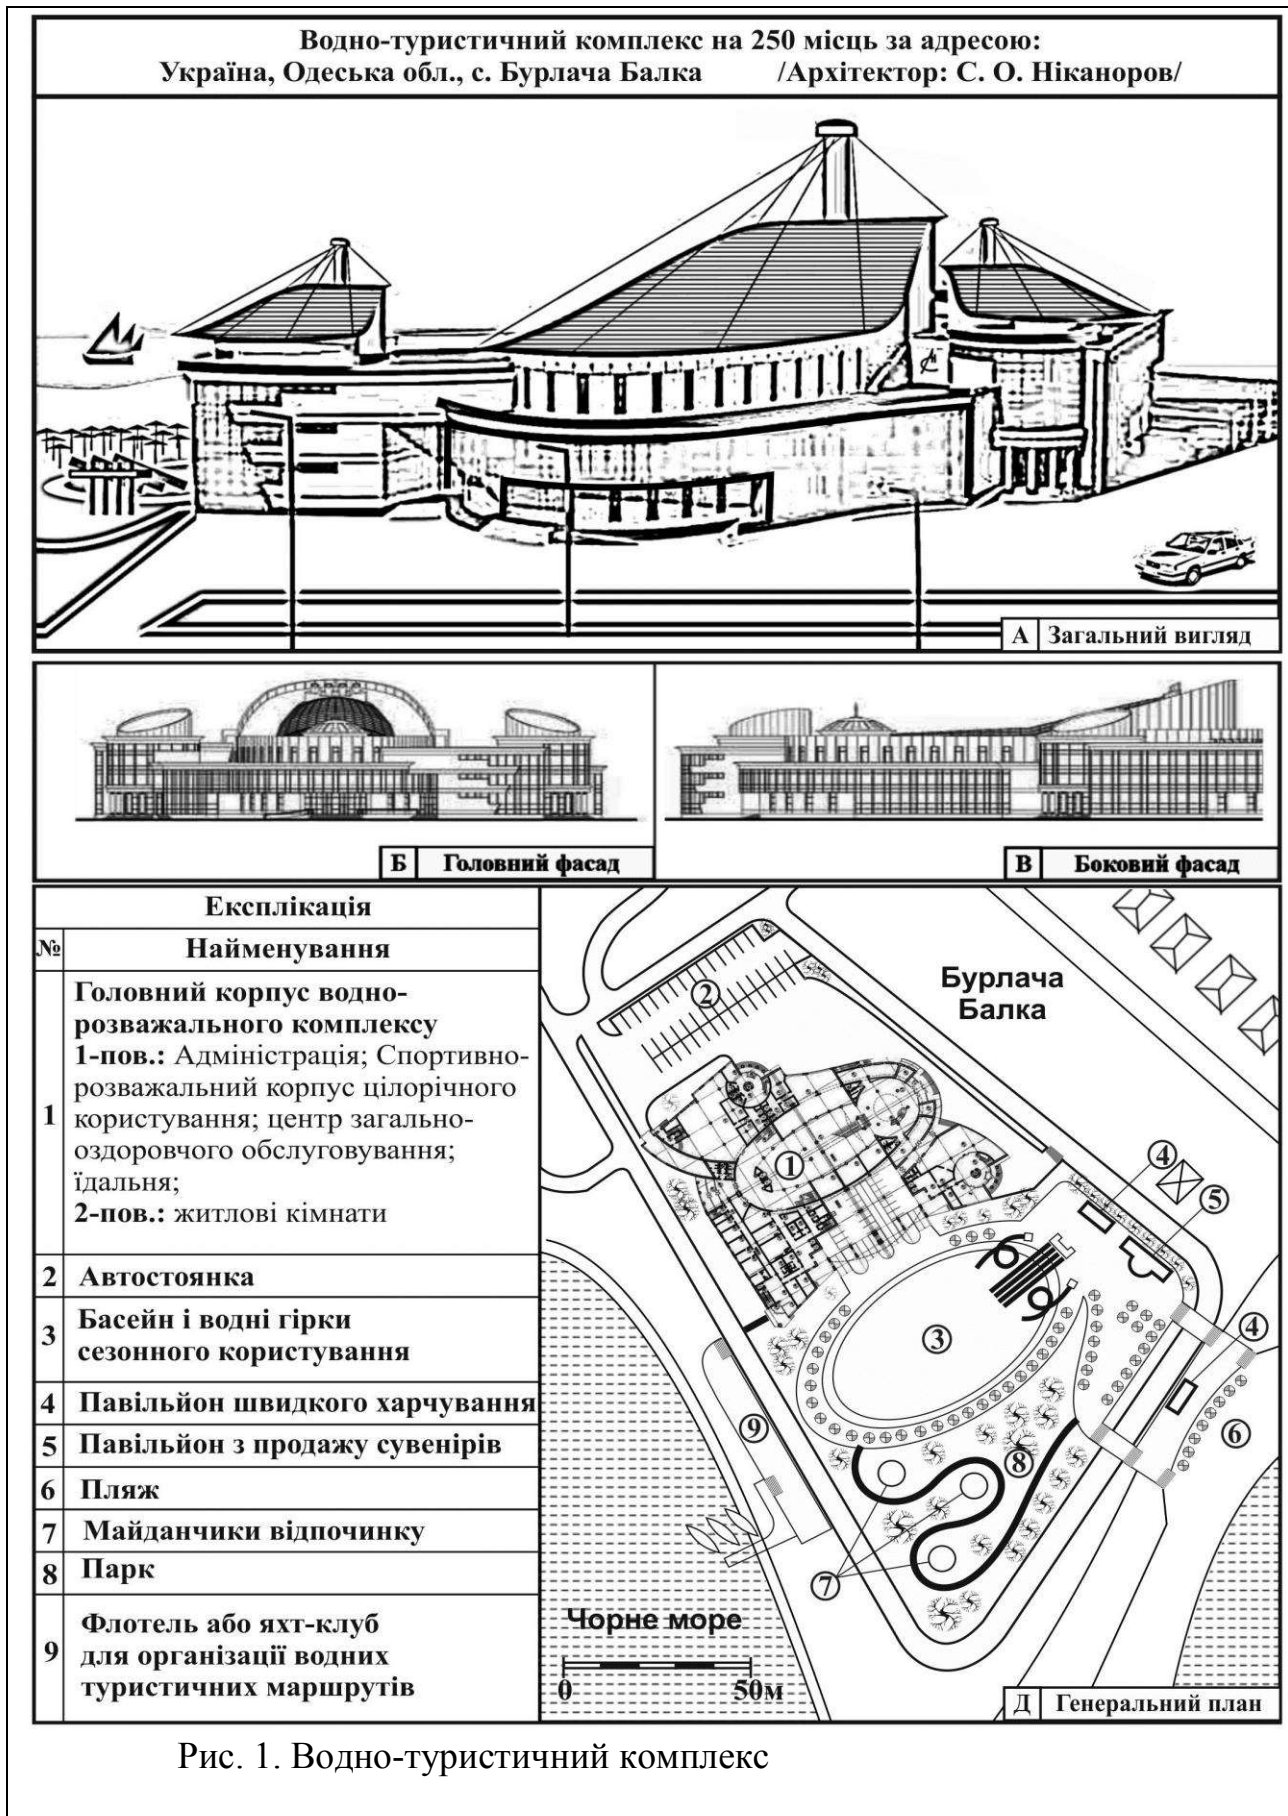 Водно-туристичний комплекс на 250 місць за адресою:
Україна, Одеська обл., с. Бурлача Балка /Архітектор: С. О. Ніканоров/
А Загальний вигляд
Б Головний фасад
В Боковий фасад
Експлікація
№ Найменування
1
Головний корпус водно-
розважального комплексу
1-пов.: Адміністрація; Спортивно-
розважальний корпус цілорічного
користування; центр загально-
оздоровчого обслуговування;
їдальня;
2-пов.: житлові кімнати
2 Автостоянка
3
Басейн і водні гірки
сезонного користування
4 Павільйон швидкого харчування
5 Павільйон з продажу сувенірів
6 Пляж
7 Майданчики відпочинку
8 Парк
9
Флотель або яхт-клуб
для організації водних
туристичних маршрутів
Бурлача
Балка
2
1
4
5
3
4
6
9
8
7
Чорне море
0 50м
Д Генеральний план
Рис. 1. Водно-туристичний комплекс